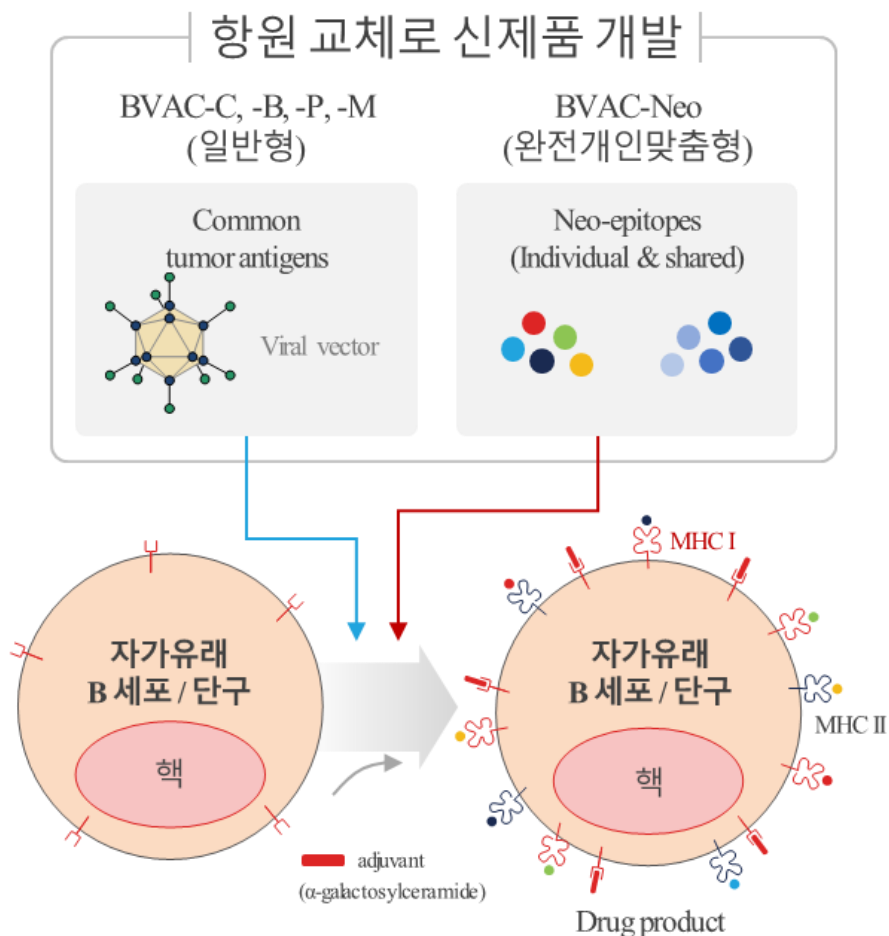 항원 교체로 신제품 개발
BVAC-C, -B, -P, -M
(일반형)
BVAC-Neo
(완전개인맞춤형)
Common
tumor antigens
Viral vector
Neo-epitopes
(Individual & shared)
MHC I
자가유래
B 세포 / 단구
핵
자가유래
B 세포 / 단구
MHC II
핵
adjuvant
(α-galactosylceramide)
Drug product